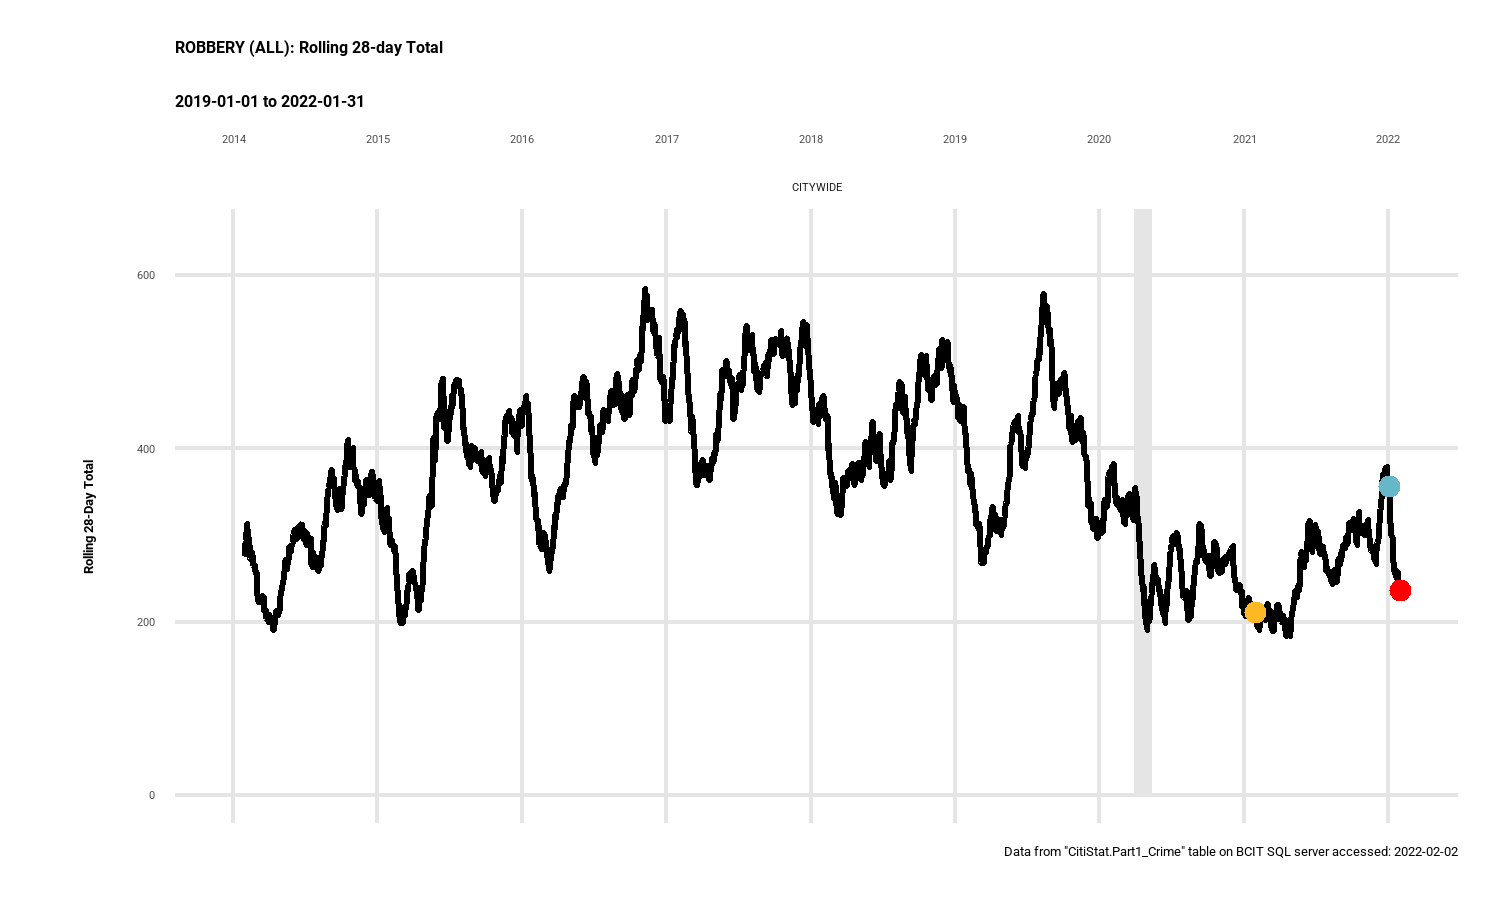 ROBBERY (ALL): Rolling 28-day Total
2019-01-01 to 2022-01-31
2014 2015 2016 2017 2018 2019 2020 2021 2022
CITYWIDE
600
400
200
0
Rolling 28-Day Total
Data from "CitiStat.Part1_Crime" table on BCIT SQL server accessed: 2022-02-02